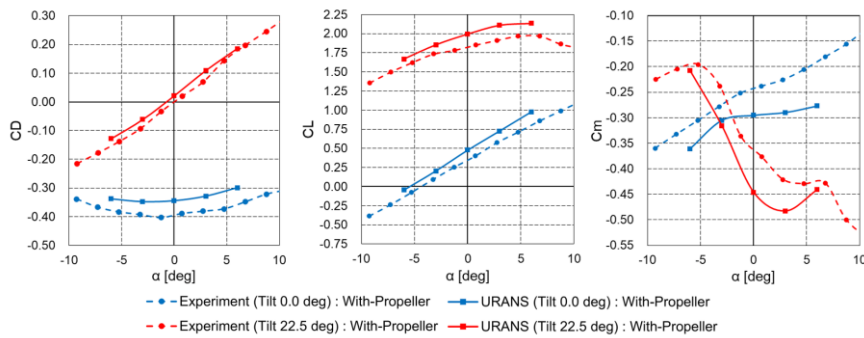 0.30
0.20
0.10
0.00
-0.10
-0.20
-0.30
-0.40
-0.50
CD
-10 -5 0 5 10
α [deg]
2.25
2.00
1.75
1.50
1.25
1.00
0.75
0.50
0.25
0.00
-0.25
-0.50
-0.75
CL
-10 -5 0 5 10
α [deg]
-0.10
-0.15
-0.20
-0.25
-0.30
-0.35
-0.40
-0.45
-0.50
-0.55
Cm
-10 -5 0 5 10
α [deg]
Experiment (Tilt 0.0 deg) : With-Propeller
URANS (Tilt 0.0 deg) : With-Propeller
Experiment (Tilt 22.5 deg) : With-Propeller
URANS (Tilt 22.5 deg) : With-Propeller